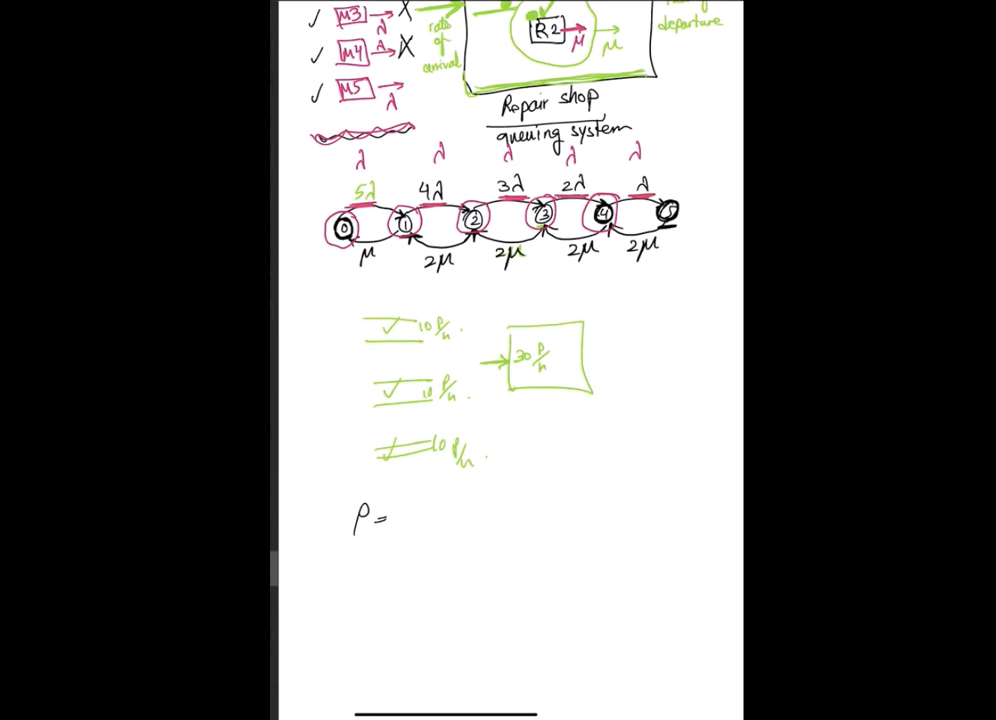 ✓ M3 λ X
rate of arrival
R2 μ μ
departure
✓ M4 λ X
✓ M5 λ
Repair shop
queuing system
λ λ λ λ λ
5λ 4λ 3λ 2λ λ
0 1 2 3 4 5
μ 2μ 2μ 2μ 2μ
✓ 10 P/h.
30 P/h
✓ 10 P/h.
✓ 10 P/h.
ρ =